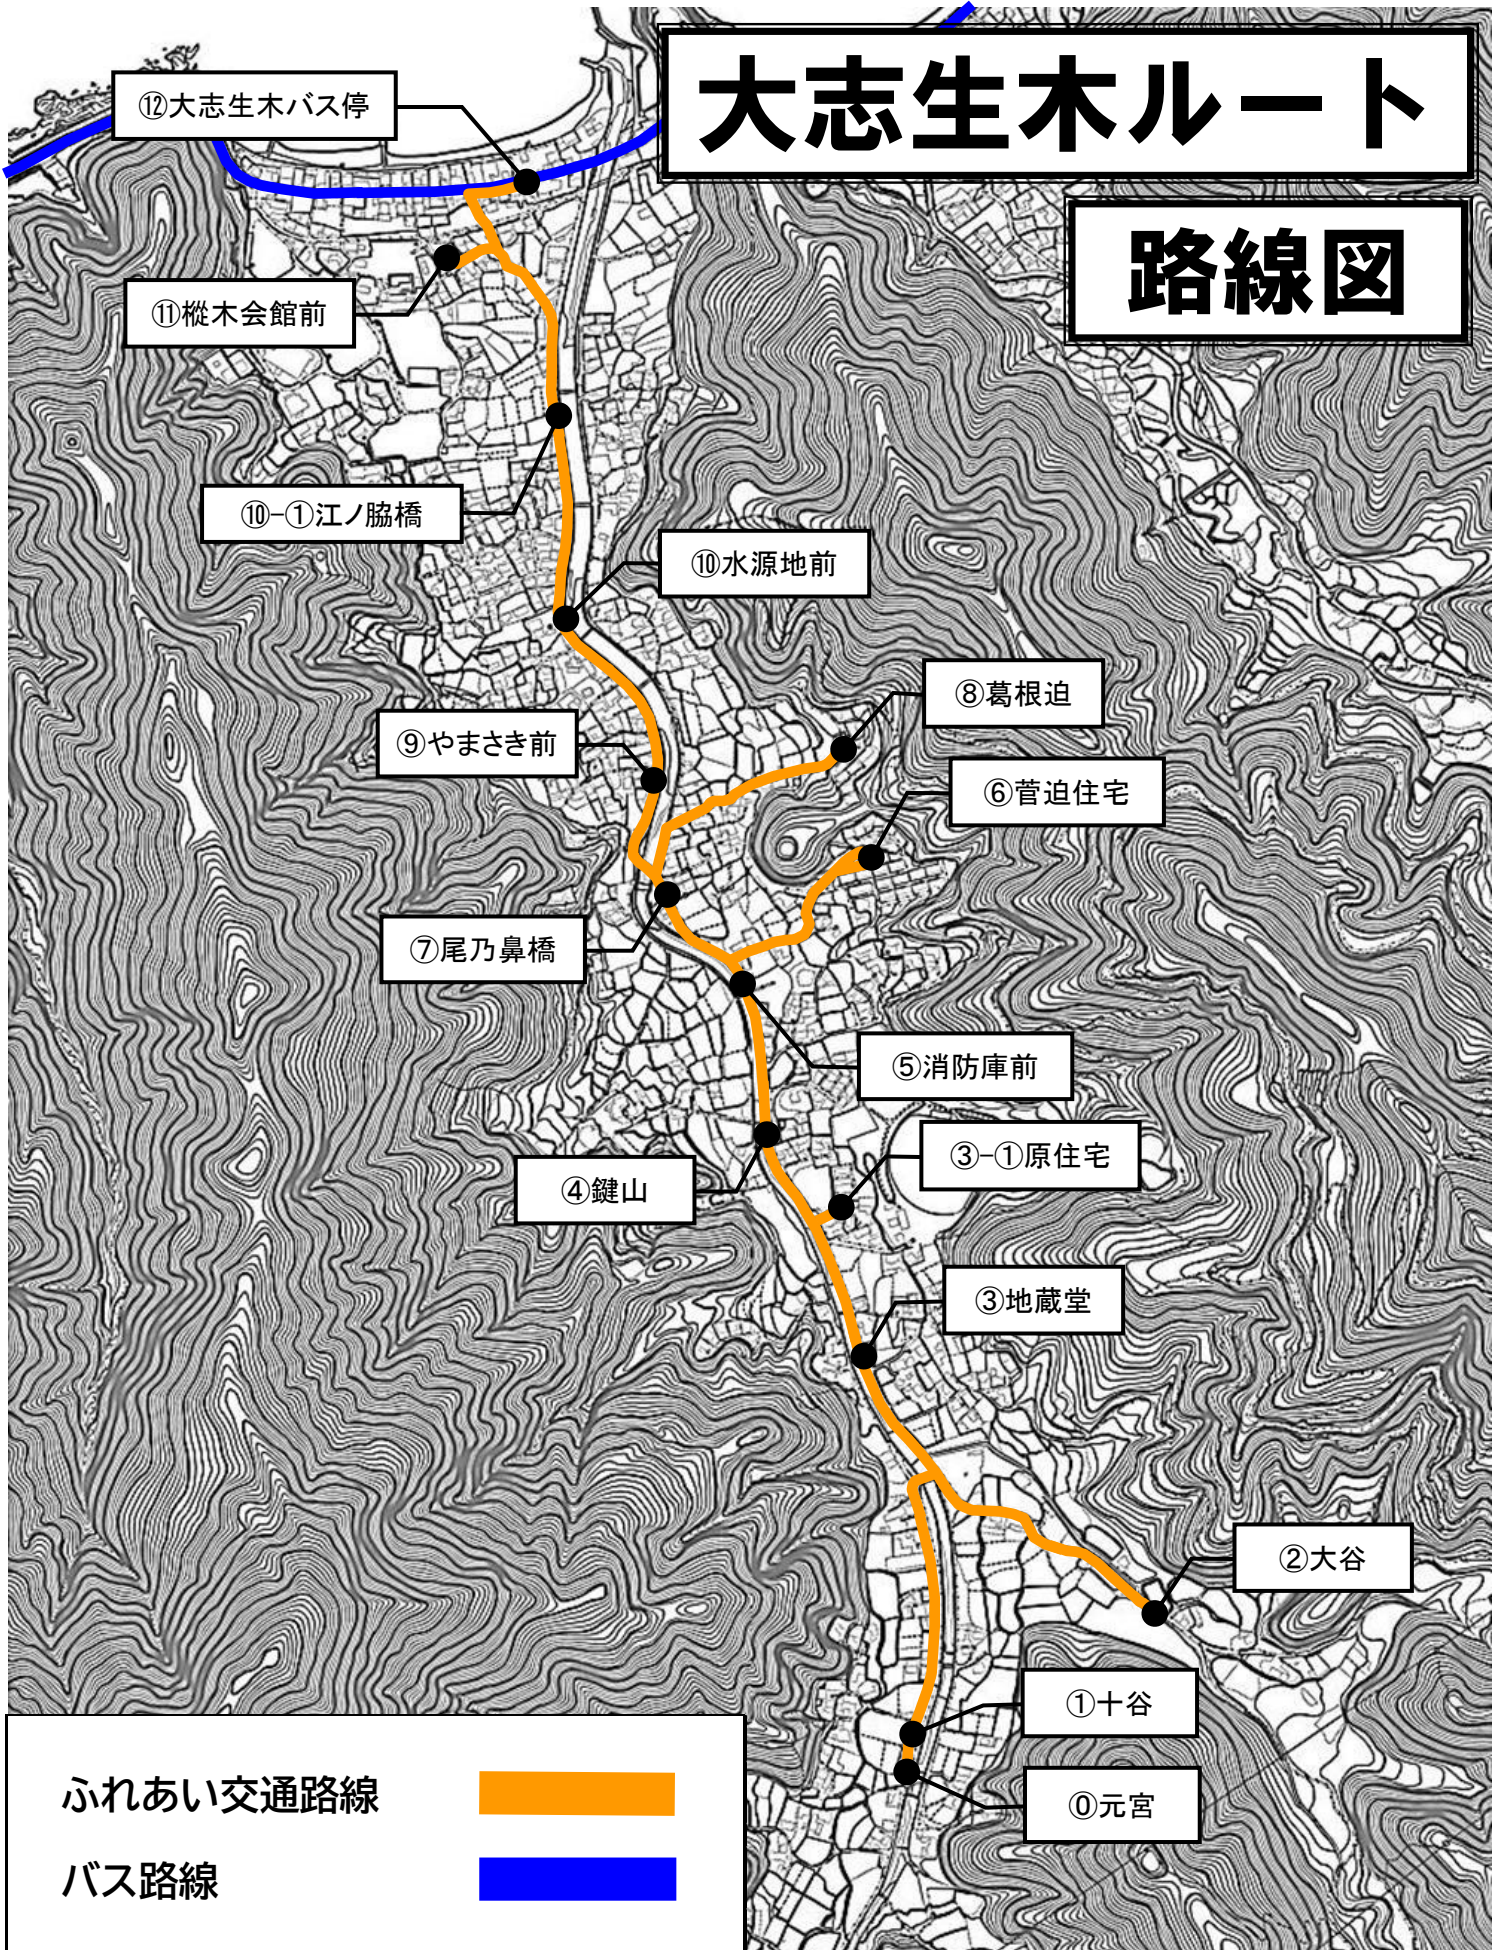 大志生木ルート
路線図
⑫大志生木バス停
⑪樅木会館前
⑩-①江ノ脇橋
⑩水源地前
⑧葛根迫
⑨やまさき前
⑥菅迫住宅
⑦尾乃鼻橋
⑤消防庫前
③-①原住宅
④鍵山
③地蔵堂
②大谷
①十谷
⓪元宮
ふれあい交通路線
バス路線